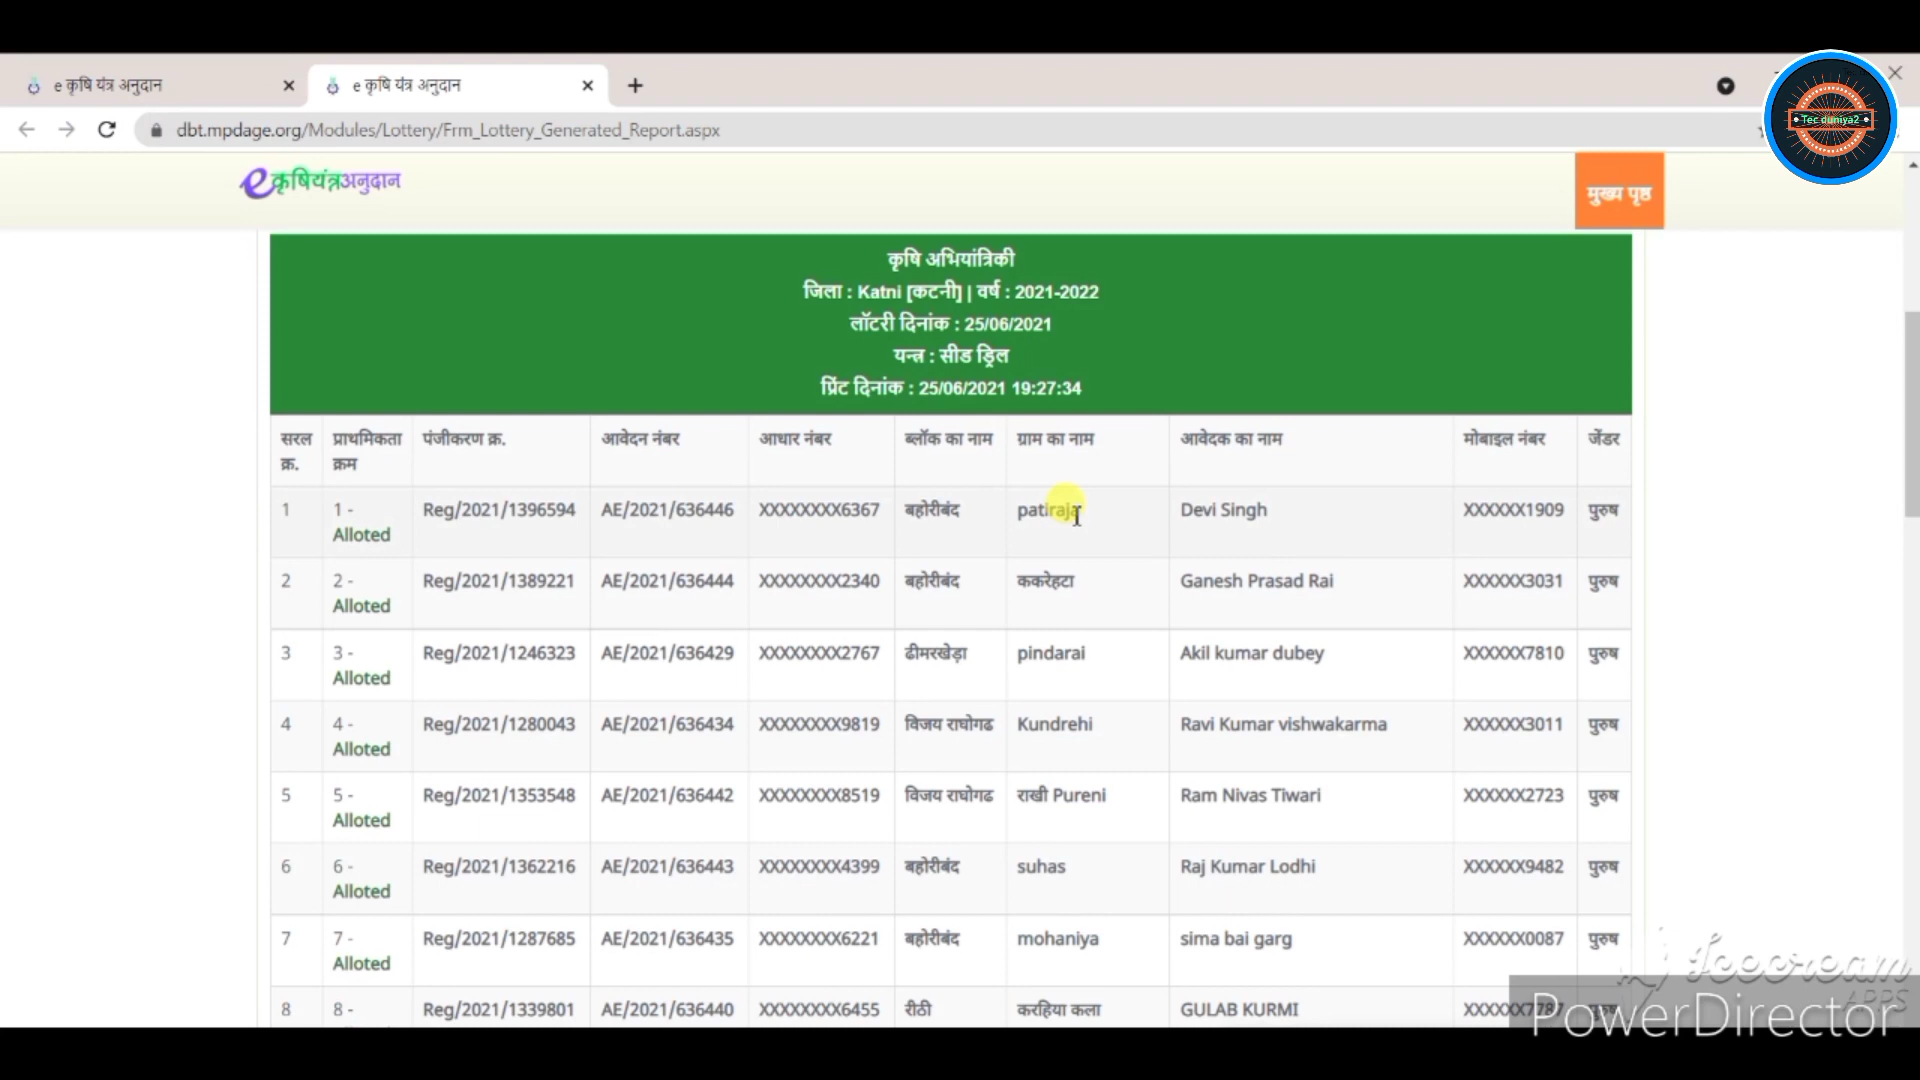 e कृषि यंत्र अनुदान
e कृषि यंत्र अनुदान
dbt.mpdage.org/Modules/Lottery/Frm_Lottery_Generated_Report.aspx
Tec duniya2
eकृषियंत्रअनुदान
मुख्य पृष्ठ
कृषि अभियांत्रिकी
जिला : Katni [कटनी] | वर्ष : 2021-2022
लॉटरी दिनांक : 25/06/2021
यन्त्र : सीड ड्रिल
प्रिंट दिनांक : 25/06/2021 19:27:34
सरल क्र. प्राथमिकता क्रम पंजीकरण क्र. आवेदन नंबर आधार नंबर ब्लॉक का नाम ग्राम का नाम आवेदक का नाम मोबाइल नंबर जेंडर
1 1 - Alloted Reg/2021/1396594 AE/2021/636446 XXXXXXXX6367 बहोरीबंद patiraja Devi Singh XXXXXX1909 पुरुष
2 2 - Alloted Reg/2021/1389221 AE/2021/636444 XXXXXXXX2340 बहोरीबंद ककरेहटा Ganesh Prasad Rai XXXXXX3031 पुरुष
3 3 - Alloted Reg/2021/1246323 AE/2021/636429 XXXXXXXX2767 ढीमरखेड़ा pindarai Akil kumar dubey XXXXXX7810 पुरुष
4 4 - Alloted Reg/2021/1280043 AE/2021/636434 XXXXXXXX9819 विजय राघोगढ Kundrehi Ravi Kumar vishwakarma XXXXXX3011 पुरुष
5 5 - Alloted Reg/2021/1353548 AE/2021/636442 XXXXXXXX8519 विजय राघोगढ राखी Pureni Ram Nivas Tiwari XXXXXX2723 पुरुष
6 6 - Alloted Reg/2021/1362216 AE/2021/636443 XXXXXXXX4399 बहोरीबंद suhas Raj Kumar Lodhi XXXXXX9482 पुरुष
7 7 - Alloted Reg/2021/1287685 AE/2021/636435 XXXXXXXX6221 बहोरीबंद mohaniya sima bai garg XXXXXX0087 पुरुष
8 8 - Reg/2021/1339801 AE/2021/636440 XXXXXXXX6455 रीठी करहिया कला GULAB KURMI XXXXXX7787 पुरुष
Icecream
APPS
PowerDirector